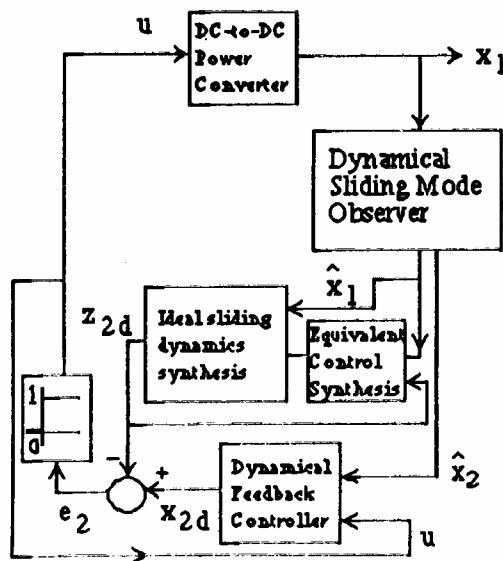 u
DC-to-DC
Power
Converter
x1
Dynamical
Sliding Mode
Observer
x̂1
z2d
Ideal sliding
dynamics
synthesis
Equivalent
Control
Synthesis
1
0
-
+
e2
x2d
Dynamical
Feedback
Controller
x̂2
u